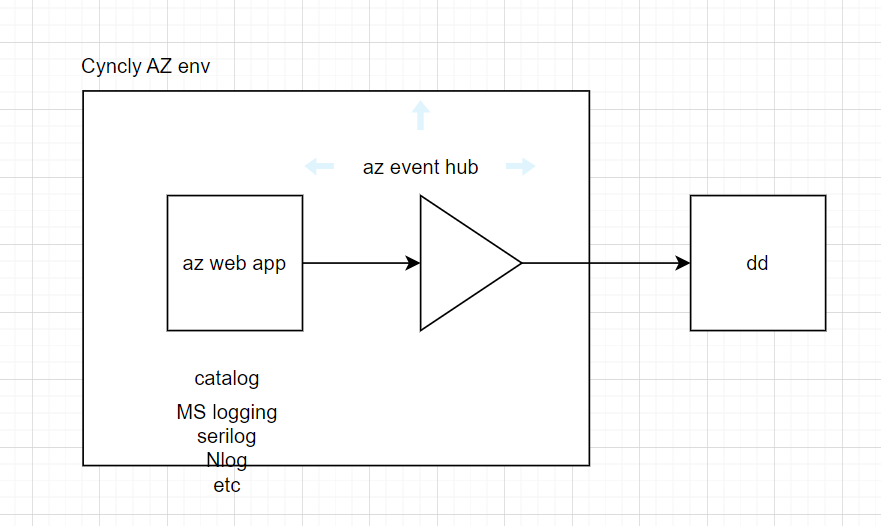 Cyncly AZ env
az event hub
az web app
dd
catalog
MS logging
serilog
Nlog
etc